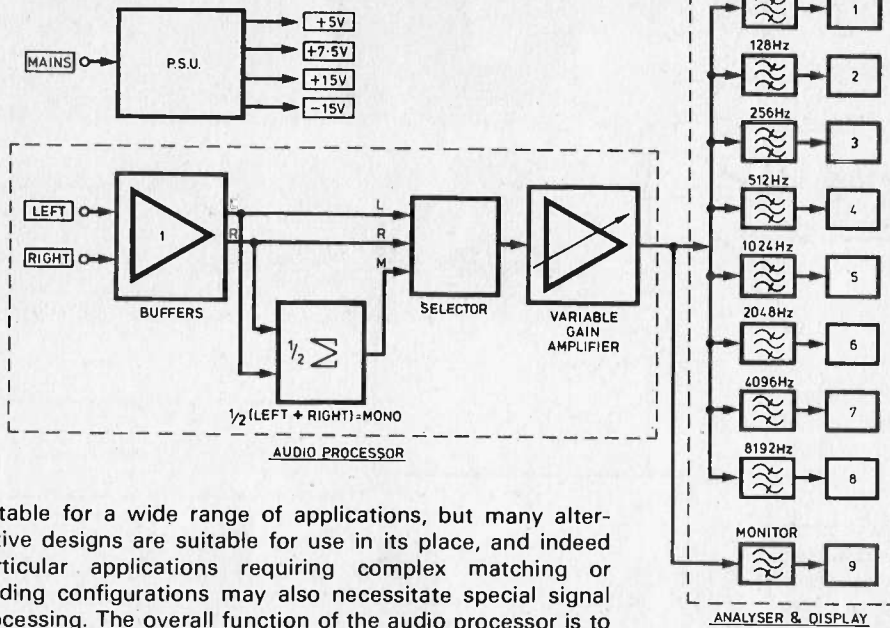 MAINS
P.S.U.
+5V
+7·5V
+15V
-15V
LEFT
RIGHT
1
BUFFERS
L
R
L
R
M
1/2 Σ
1/2 (LEFT + RIGHT)=MONO
SELECTOR
VARIABLE
GAIN
AMPLIFIER
AUDIO PROCESSOR
1
128Hz
2
256Hz
3
512Hz
4
1024Hz
5
2048Hz
6
4096Hz
7
8192Hz
8
MONITOR
9
ANALYSER & DISPLAY
table for a wide range of applications, but many alter-
tive designs are suitable for use in its place, and indeed
rticular applications requiring complex matching or
ding configurations may also necessitate special signal
cessing. The overall function of the audio processor is to